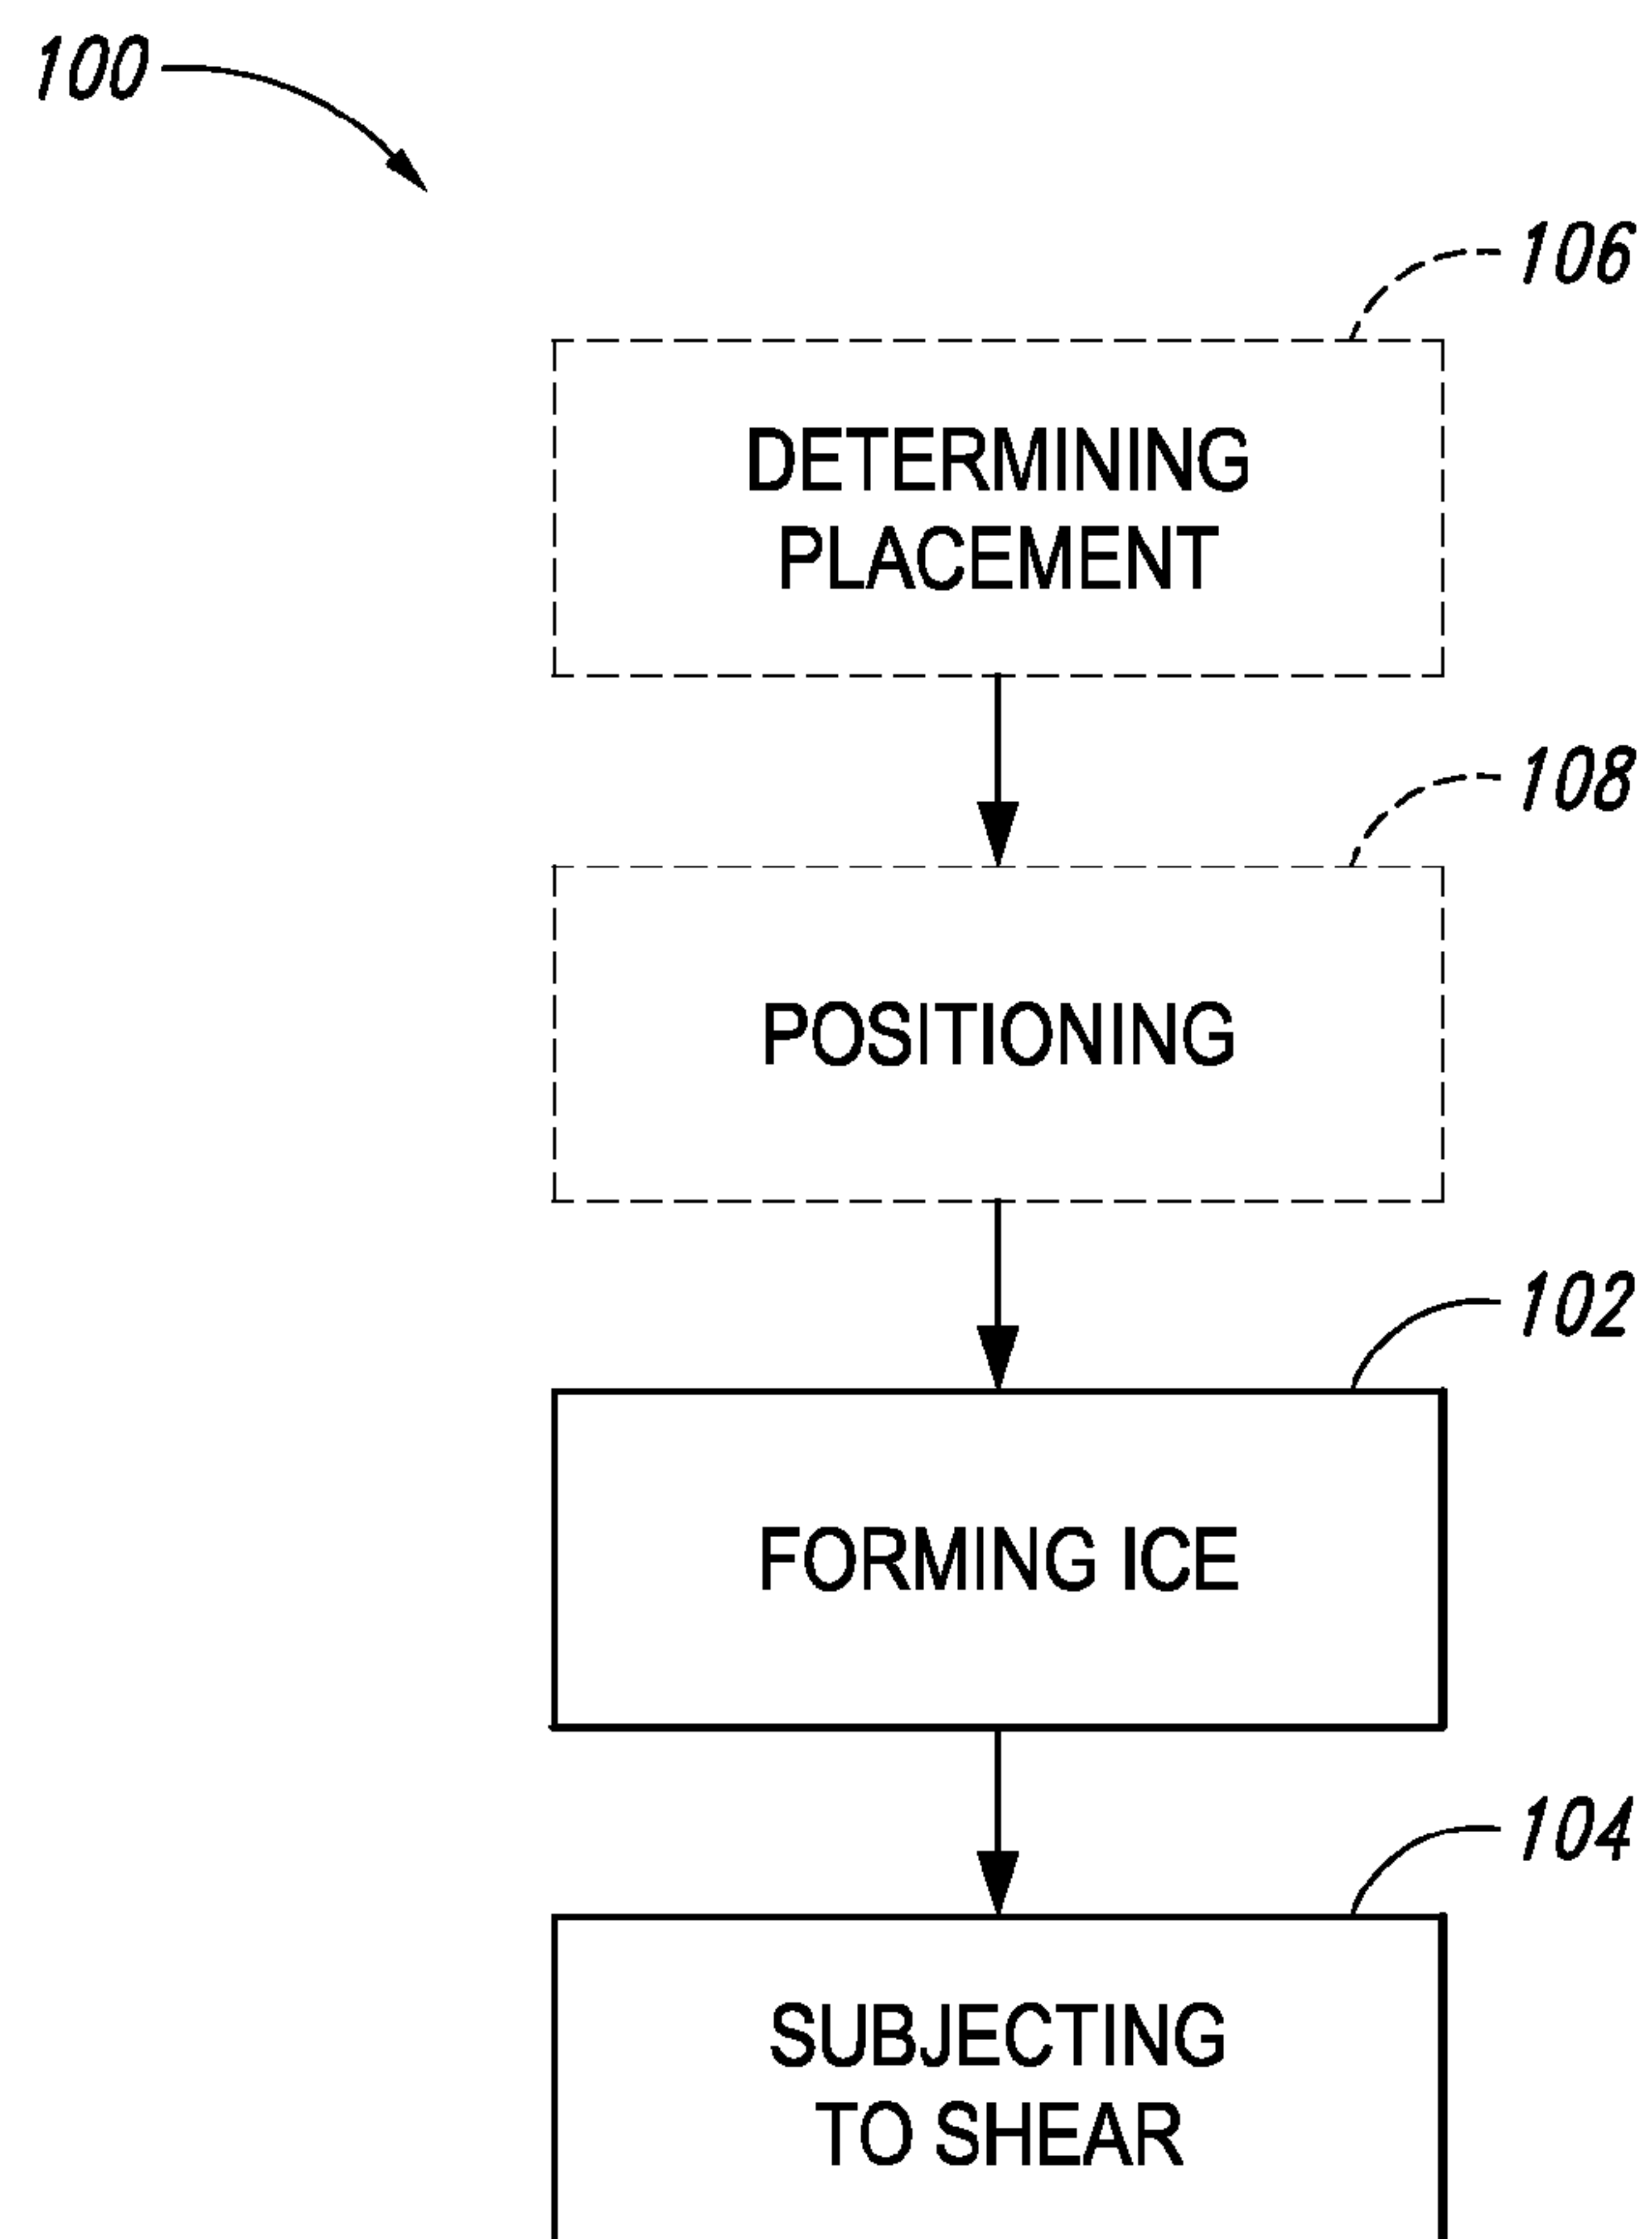 100
106
DETERMINING
PLACEMENT
108
POSITIONING
102
FORMING ICE
104
SUBJECTING
TO SHEAR